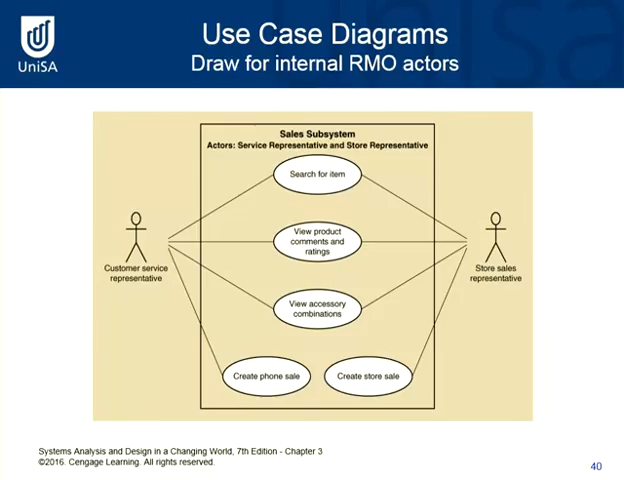 Use Case Diagrams
Draw for internal RMO actors
UniSA
Sales Subsystem
Actors: Service Representative and Store Representative
Search for item
View product
comments and
ratings
Customer service
representative
Store sales
representative
View accessory
combinations
Create phone sale
Create store sale
Systems Analysis and Design in a Changing World, 7th Edition - Chapter 3
©2016. Cengage Learning. All rights reserved.
40